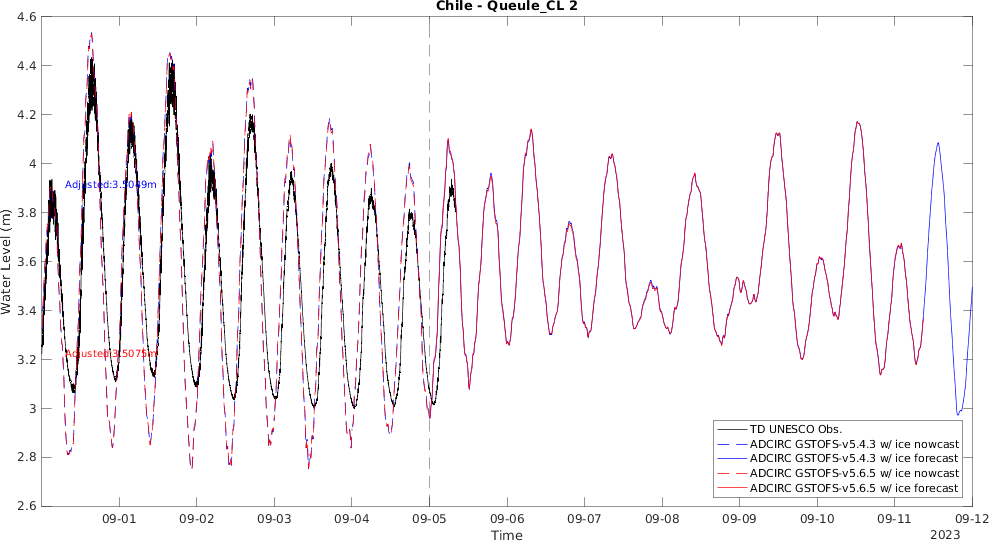 Chile - Queule_CL 2
4.6
4.4
4.2
4
3.8
3.6
3.4
3.2
3
2.8
2.6
Water Level (m)
Adjusted:3.5049m
Adjusted:3.5075m
TD UNESCO Obs.
ADCIRC GSTOFS-v5.4.3 w/ ice nowcast
ADCIRC GSTOFS-v5.4.3 w/ ice forecast
ADCIRC GSTOFS-v5.6.5 w/ ice nowcast
ADCIRC GSTOFS-v5.6.5 w/ ice forecast
09-01 09-02 09-03 09-04 09-05 09-06 09-07 09-08 09-09 09-10 09-11 09-12
Time
2023